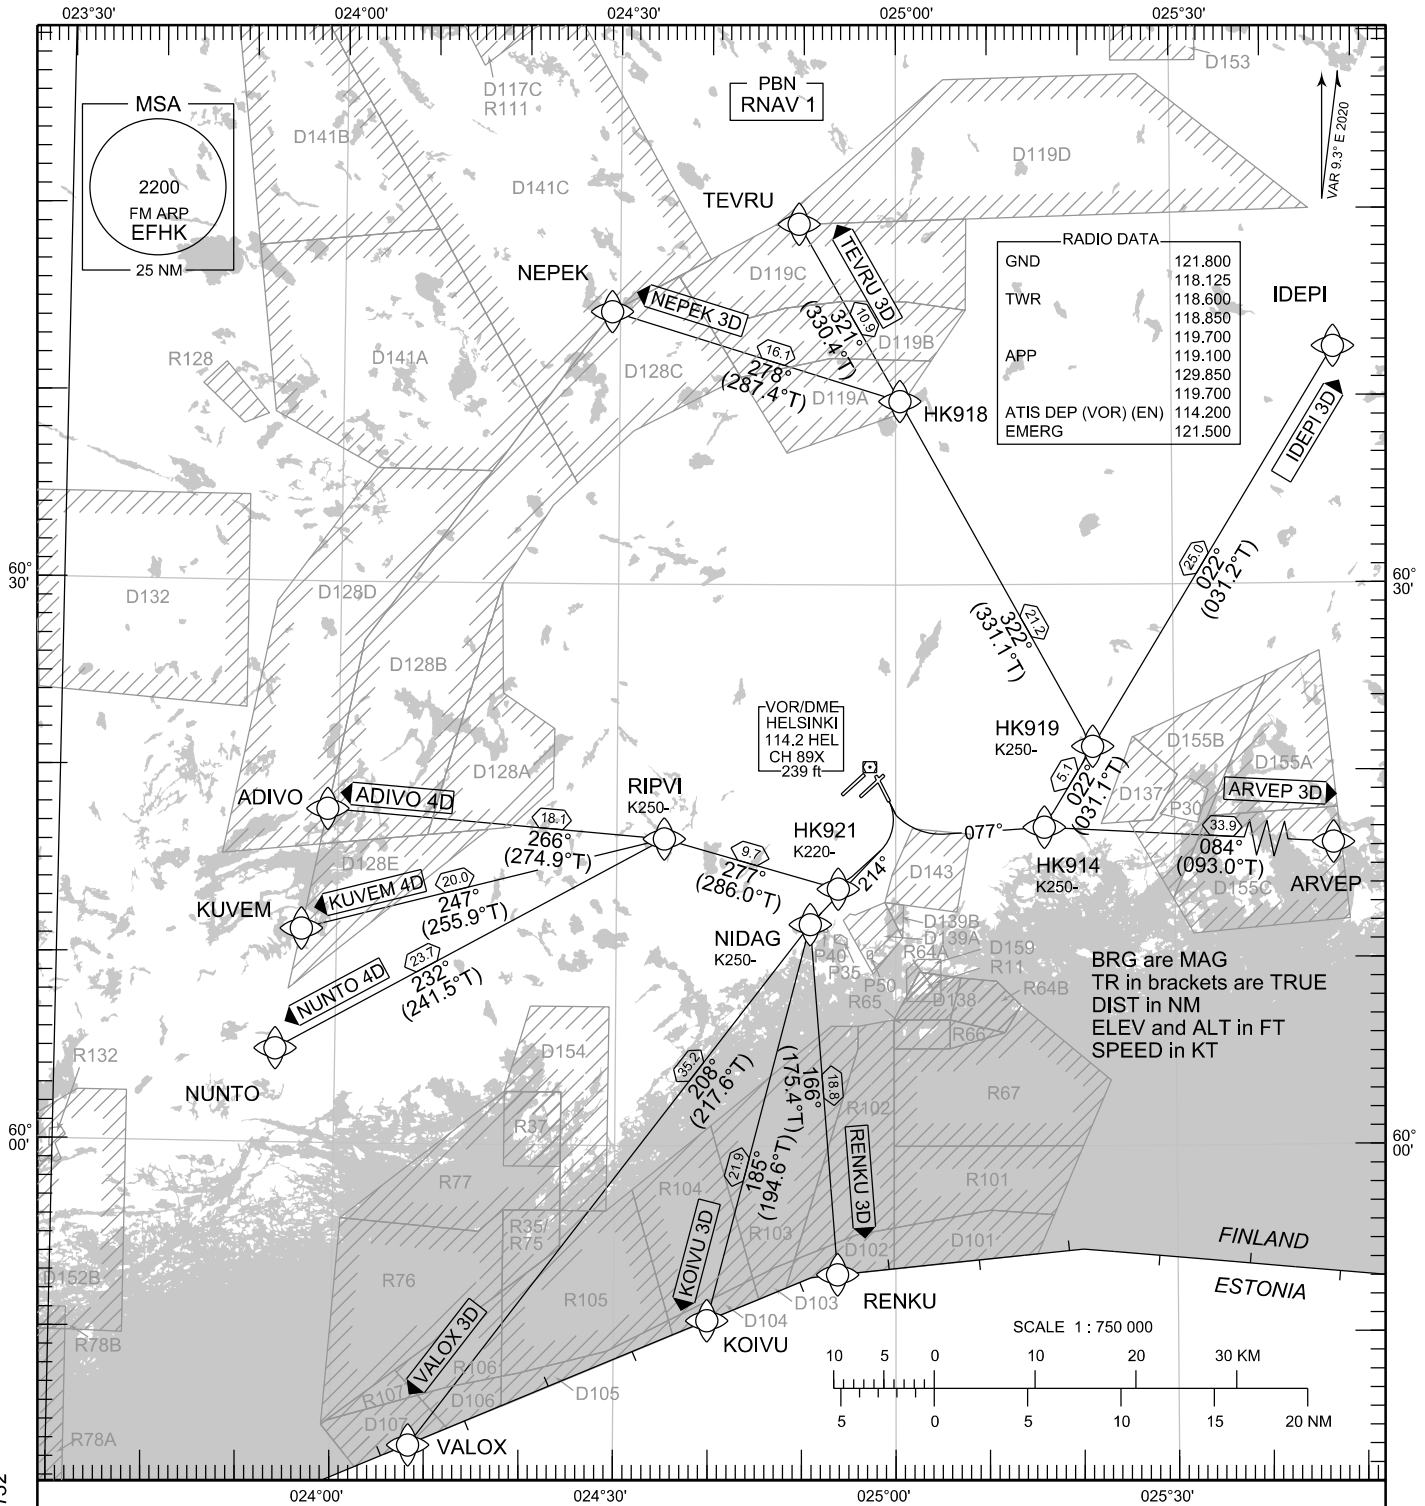 023°30'
024°00'
024°30'
025°00'
025°30'
MSA
2200
FM ARP
EFHK
25 NM
D141B
D117C
R111
D141C
PBN
RNAV 1
D153
D119D
VAR 9.3° E 2020
TEVRU
TEVRU 3D
D119C
NEPEK
NEPEK 3D
RADIO DATA
GND 121.800
118.125
TWR 118.600
118.850
119.700
APP 119.100
129.850
119.700
ATIS DEP (VOR) (EN) 114.200
EMERG 121.500
IDEPI
IDEPI 3D
10.9
321°
(330.4°T)
D119B
R128
D141A
D128C
16.1
278°
(287.4°T)
D119A
HK918
60°
30'
60°
30'
D132
D128D
D128B
25.0
022°
(031.2°T)
21.2
322°
(331.1°T)
VOR/DME
HELSINKI
114.2 HEL
CH 89X
239 ft
HK919
K250-
D155B
D155A
D128A
ADIVO
ADIVO 4D
RIPVI
K250-
5.1
022°
(031.1°T)
D137
P30
ARVEP 3D
18.1
266°
(274.9°T)
HK921
K220-
077°
33.9
084°
(093.0°T)
HK914
K250-
ARVEP
D155C
D128E
9.7
277°
(286.0°T)
214°
D143
KUVEM
KUVEM 4D
20.0
247°
(255.9°T)
NIDAG
K250-
D139B
D139A
R64A
P40
P35
P50
R65
D159
R11
D138
R64B
R66
BRG are MAG
TR in brackets are TRUE
DIST in NM
ELEV and ALT in FT
SPEED in KT
NUNTO 4D
23.7
232°
(241.5°T)
NUNTO
R132
D154
35.2
208°
(217.6°T)
166°
(175.4°T)
18.8
R67
R102
R37
60°
00'
60°
00'
RENKU 3D
21.9
185°
(194.6°T)
R77
R104
R101
R35/
R75
KOIVU 3D
R103
D102
D101
FINLAND
ESTONIA
D152B
R76
R105
D103
RENKU
D104
KOIVU
R78B
VALOX 3D
R106
R107
D106
D105
D107
VALOX
R78A
SCALE 1 : 750 000
10 5 0 10 20 30 KM
5 0 5 10 15 20 NM
024°00'
024°30'
025°00'
025°30'